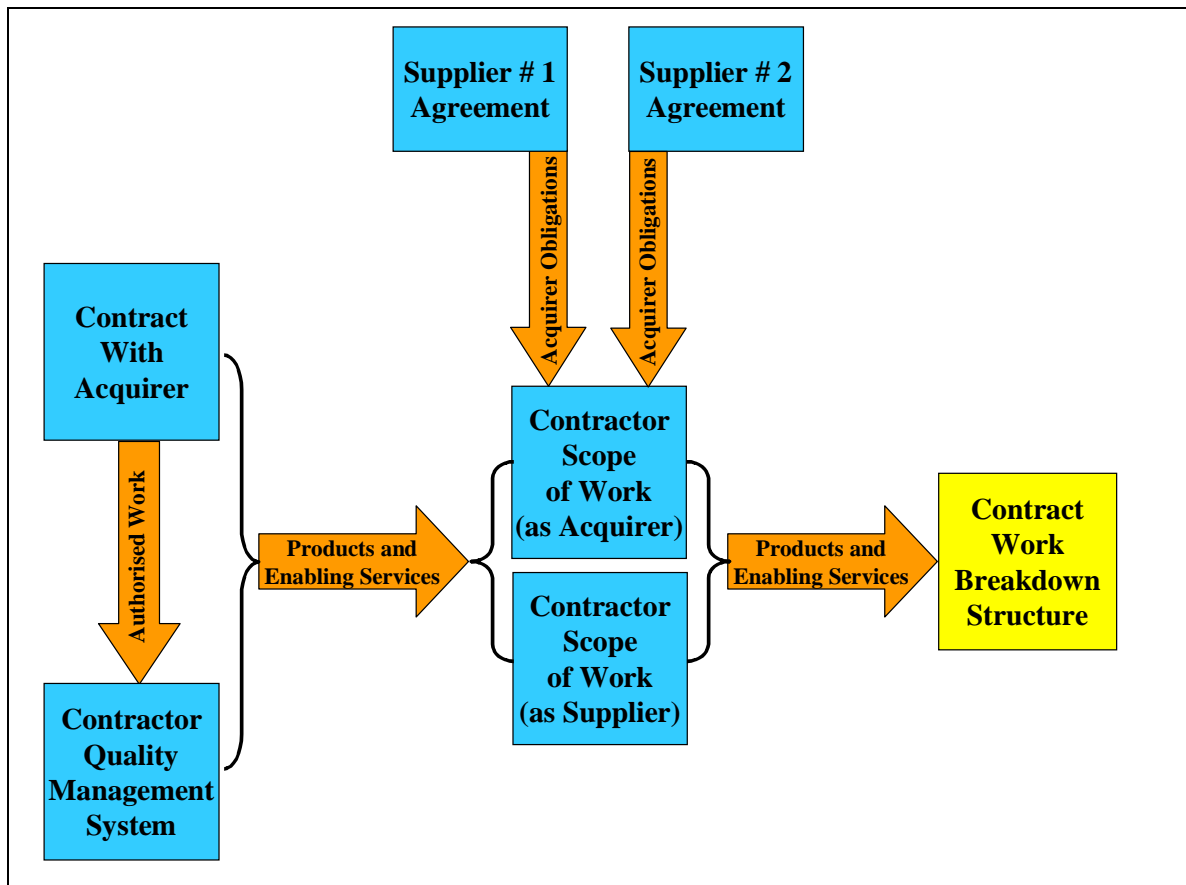 Supplier # 1
Agreement
Supplier # 2
Agreement
Acquirer Obligations
Acquirer Obligations
Contract
With
Acquirer
Authorised Work
Contractor
Quality
Management
System
Products and
Enabling Services
Contractor
Scope
of Work
(as Acquirer)
Contractor
Scope
of Work
(as Supplier)
Products and
Enabling Services
Contract
Work
Breakdown
Structure